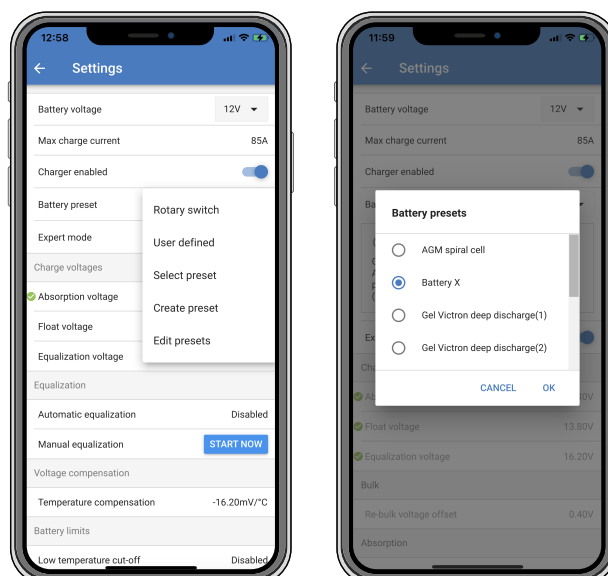 12:58
Settings
Battery voltage 12V
Max charge current 85A
Charger enabled
Battery preset
Expert mode
Charge voltages
Absorption voltage
Float voltage
Equalization voltage
Rotary switch
User defined
Select preset
Create preset
Edit presets
Equalization
Automatic equalization Disabled
Manual equalization START NOW
Voltage compensation
Temperature compensation -16.20mV/°C
Battery limits
Low temperature cut-off Disabled
11:59
Settings
Battery voltage 12V
Max charge current 85A
Charger enabled
Battery presets
AGM spiral cell
Battery X
Gel Victron deep discharge(1)
Gel Victron deep discharge(2)
CANCEL OK
Float voltage 13.80V
Equalization voltage 16.20V
Bulk
Re-bulk voltage offset 0.40V
Absorption